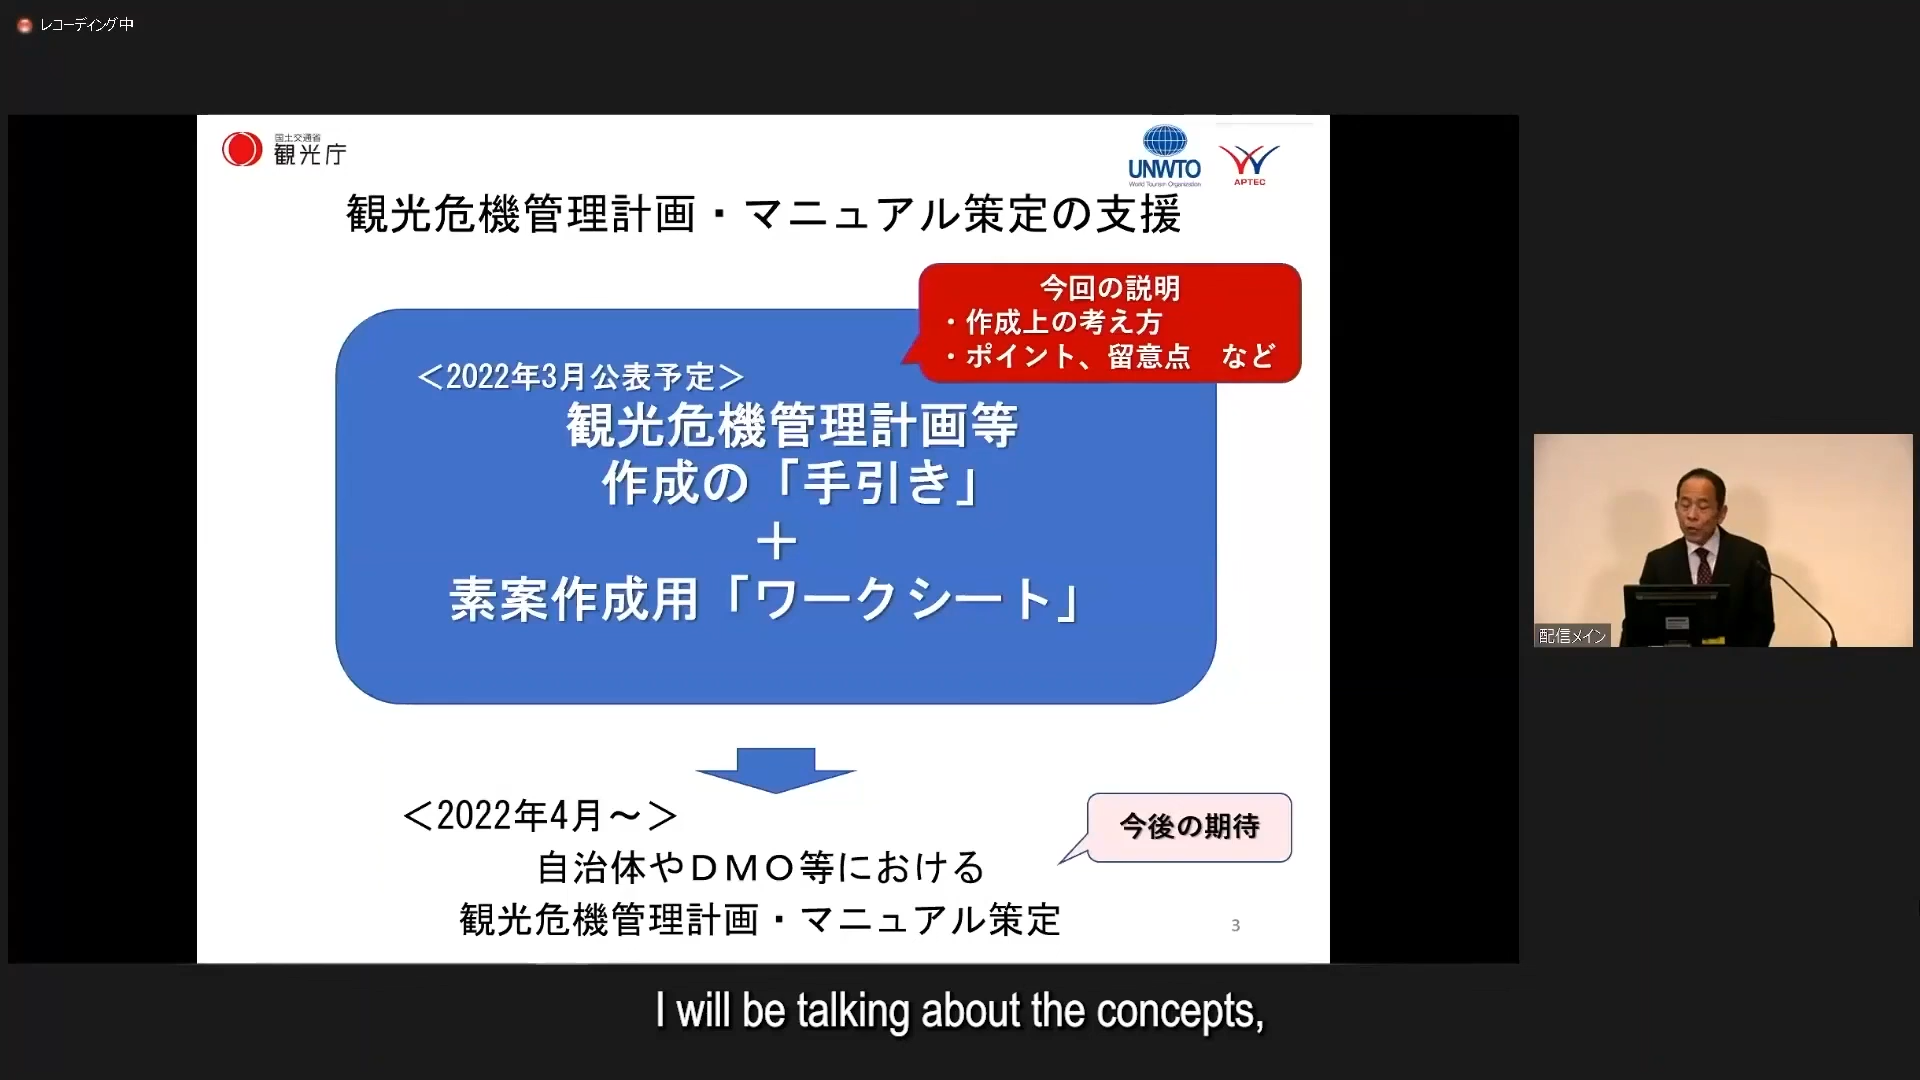 レコーディング中
国土交通省
観光庁
UNWTO
World Tourism Organization
APTEC
観光危機管理計画・マニュアル策定の支援
今回の説明
・作成上の考え方
・ポイント、留意点　など
＜2022年3月公表予定＞
観光危機管理計画等
作成の「手引き」
＋
素案作成用「ワークシート」
＜2022年4月～＞
今後の期待
自治体やＤＭＯ等における
観光危機管理計画・マニュアル策定
3
配信メイン
I will be talking about the concepts,